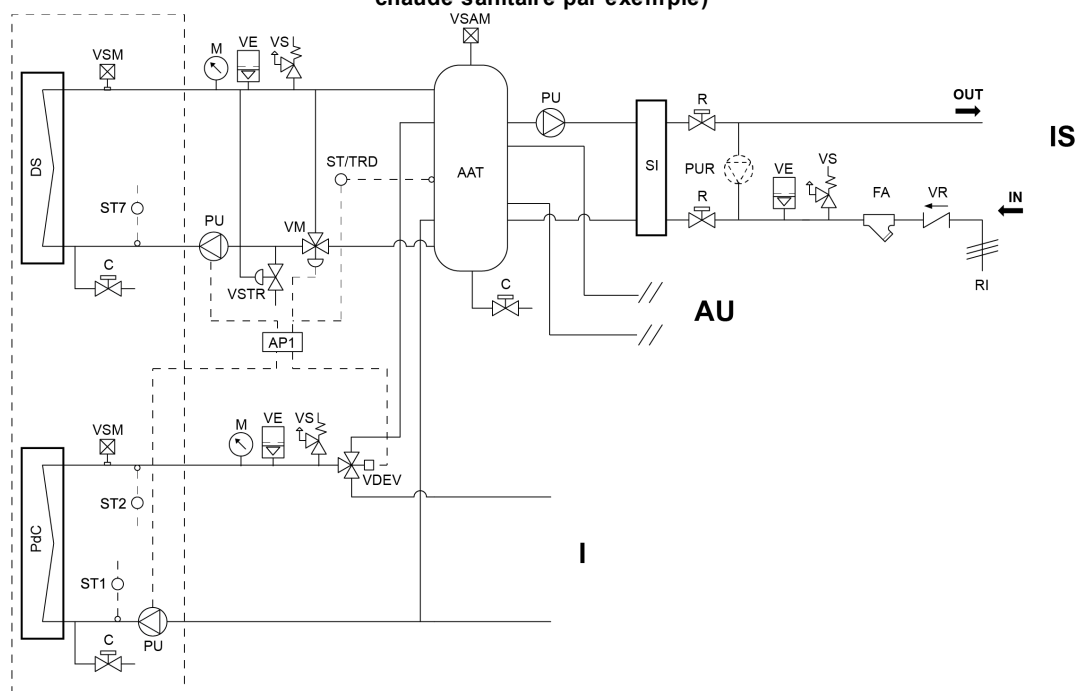 chaude sanitaire par exemple)
VSAM
VSM
M
VE
VS
PU
R
OUT
IS
DS
ST/TRD
AAT
SI
PUR
VE
VS
FA
VR
IN
ST7
PU
VM
R
C
VSTR
C
RI
AU
AP1
VSM
M
VE
VS
VDEV
ST2
PdC
I
ST1
C
PU